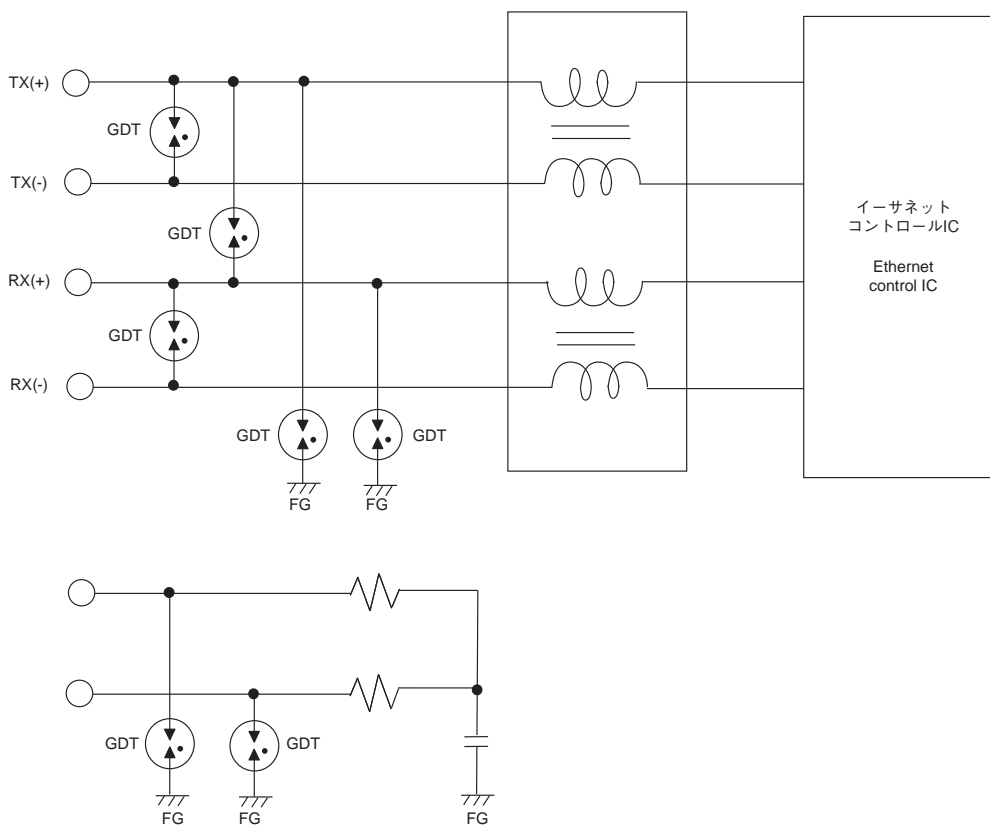 TX(+)
GDT
TX(-)
GDT
RX(+)
GDT
RX(-)
GDT
GDT
FG
FG
イーサネット
コントロールIC
Ethernet
control IC
GDT
GDT
FG
FG
FG